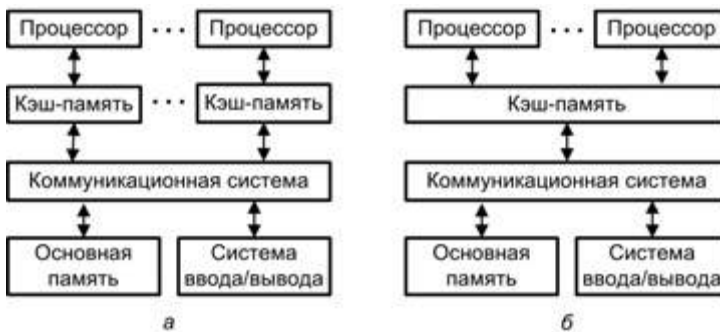 Процессор . . . Процессор
Кэш-память . . . Кэш-память
Коммуникационная система
Основная
память
Система
ввода/вывода
а
Процессор . . . Процессор
Кэш-память
Коммуникационная система
Основная
память
Система
ввода/вывода
б